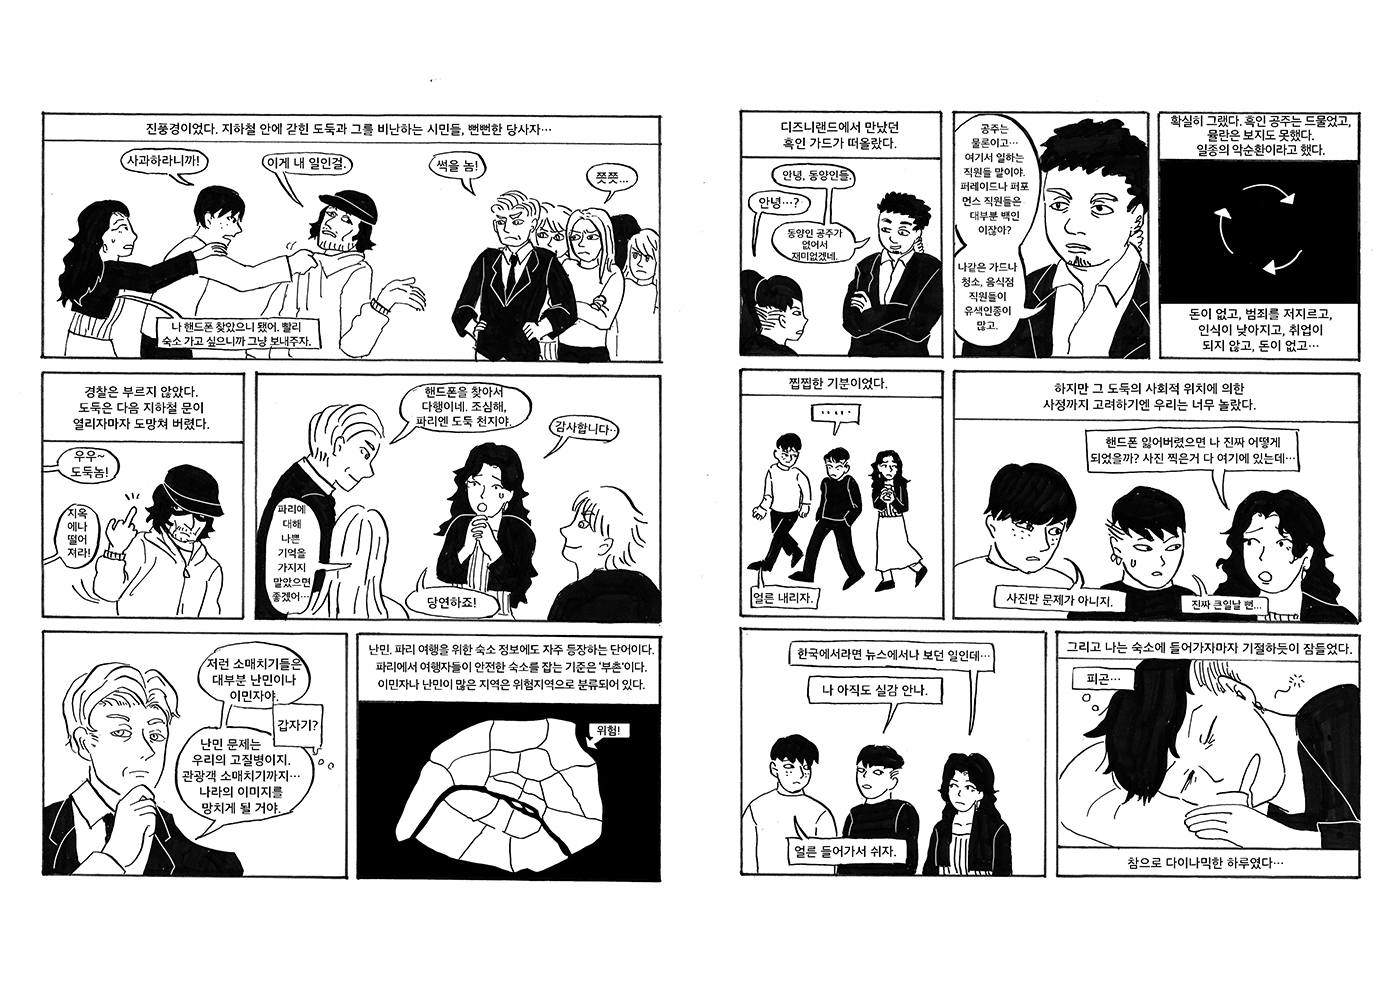 진풍경이었다. 지하철 안에 갇힌 도둑과 그를 비난하는 시민들, 뻔뻔한 당사자…
사과하라니까!
이게 내 일인걸.
썩을 놈!
쯧쯧…
나 핸드폰 찾았으니 됐어. 빨리
숙소 가고 싶으니까 그냥 보내주자.
경찰은 부르지 않았다.
도둑은 다음 지하철 문이
열리자마자 도망쳐 버렸다.
우우~
도둑놈!
지옥
에나
떨어
져라!
핸드폰을 찾아서
다행이네. 조심해,
파리엔 도둑 천지야.
감사합니다…
파리에
대해
나쁜
기억을
가지지
말았으면
좋겠어…
당연하죠!
저런 소매치기들은
대부분 난민이나
이민자야.
갑자기?
난민 문제는
우리의 고질병이지.
관광객 소매치기까지…
나라의 이미지를
망치게 될 거야.
난민. 파리 여행을 위한 숙소 정보에도 자주 등장하는 단어이다.
파리에서 여행자들이 안전한 숙소를 잡는 기준은 '부촌'이다.
이민자나 난민이 많은 지역은 위험지역으로 분류되어 있다.
위험!
디즈니랜드에서 만났던
흑인 가드가 떠올랐다.
안녕, 동양인들.
안녕…?
동양인 공주가
없어서
재미없겠네.
공주는
물론이고…
여기서 일하는
직원들 말이야.
퍼레이드나 퍼포
먼스 직원들은
대부분 백인
이잖아?
나같은 가드나
청소, 음식점
직원들이
유색인종이
많고.
확실히 그랬다. 흑인 공주는 드물었고,
뮬란은 보지도 못했다.
일종의 악순환이라고 했다.
돈이 없고, 범죄를 저지르고,
인식이 낮아지고, 취업이
되지 않고, 돈이 없고…
찝찝한 기분이었다.
……
얼른 내리자.
하지만 그 도둑의 사회적 위치에 의한
사정까지 고려하기엔 우리는 너무 놀랐다.
핸드폰 잃어버렸으면 나 진짜 어떻게
되었을까? 사진 찍은거 다 여기에 있는데…
사진만 문제가 아니지.
진짜 큰일날 뻔…
한국에서라면 뉴스에서나 보던 일인데…
나 아직도 실감 안나.
얼른 들어가서 쉬자.
그리고 나는 숙소에 들어가자마자 기절하듯이 잠들었다.
피곤…
참으로 다이나믹한 하루였다…